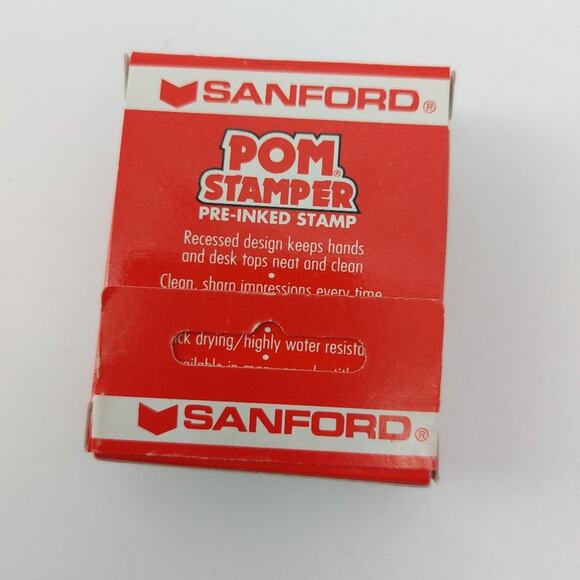 SANFORD®
POM®
STAMPER
PRE-INKED STAMP
Recessed design keeps hands
and desk tops neat and clean
•
Clean, sharp impressions every time
•
ck drying/highly water resista
•
SANFORD®